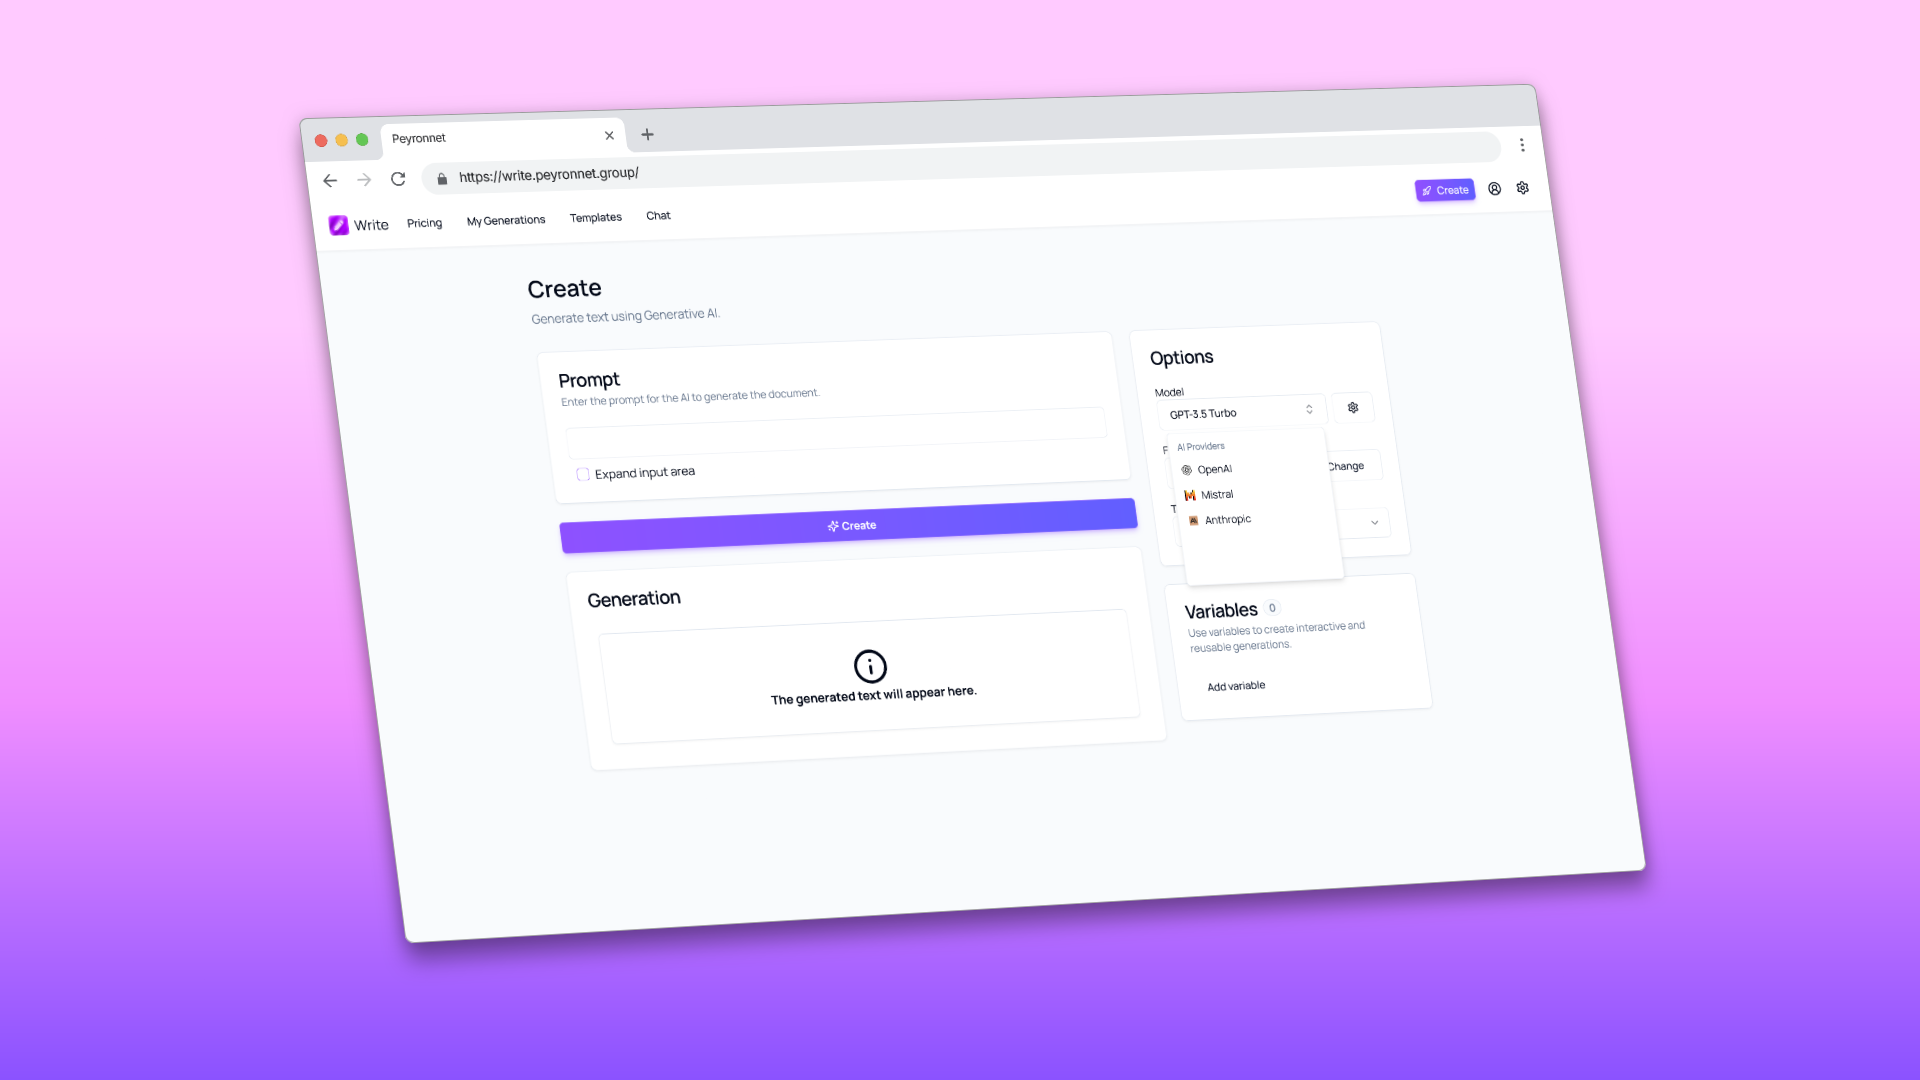 Peyronnet
https://write.peyronnet.group/
Write Pricing My Generations Templates Chat Create
Create
Generate text using Generative AI.
Prompt
Enter the prompt for the AI to generate the document.
Expand input area
Create
Generation
The generated text will appear here.
Options
Model
GPT-3.5 Turbo
AI Providers
OpenAI
Mistral
Anthropic
Change
Variables 0
Use variables to create interactive and
reusable generations.
Add variable